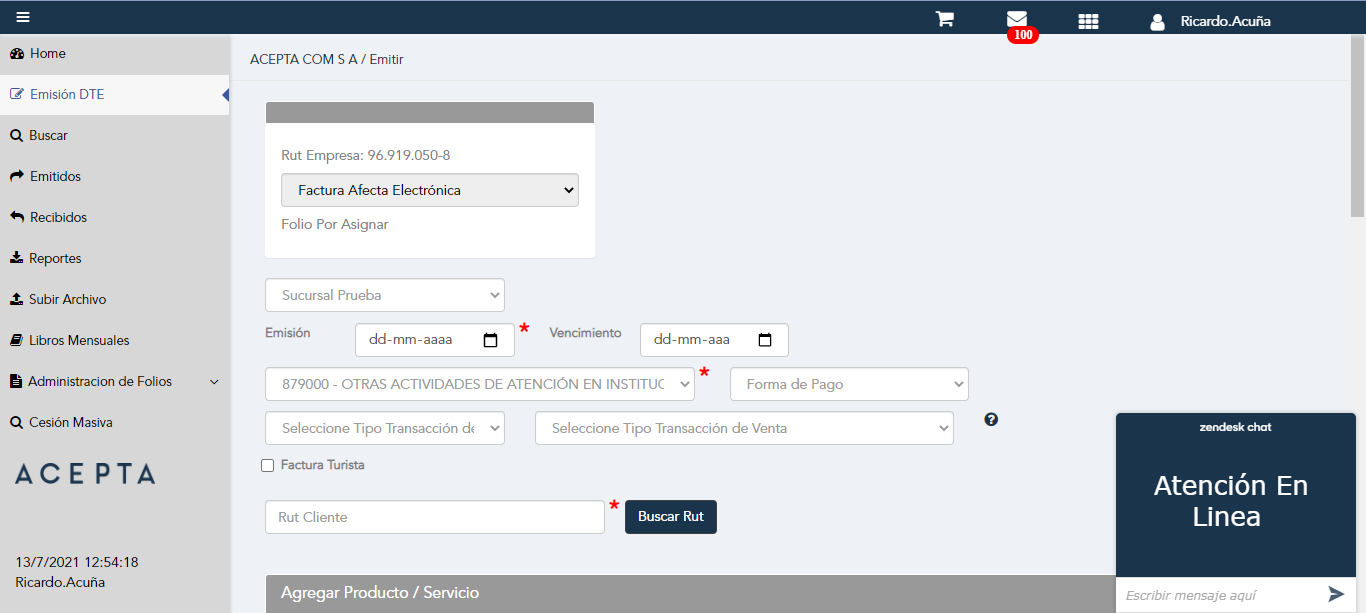 Ricardo.Acuña
100
Home
Emisión DTE
Buscar
Emitidos
Recibidos
Reportes
Subir Archivo
Libros Mensuales
Administracion de Folios
Cesión Masiva
ACEPTA
13/7/2021 12:54:18
Ricardo.Acuña
ACEPTA COM S A / Emitir
Rut Empresa: 96.919.050-8
Factura Afecta Electrónica
Folio Por Asignar
Sucursal Prueba
Emisión dd-mm-aaaa * Vencimiento dd-mm-aaa
879000 - OTRAS ACTIVIDADES DE ATENCIÓN EN INSTITUC * Forma de Pago
Seleccione Tipo Transacción de Seleccione Tipo Transacción de Venta ?
Factura Turista
Rut Cliente * Buscar Rut
Agregar Producto / Servicio
zendesk chat
Atención En
Linea
Escribir mensaje aquí